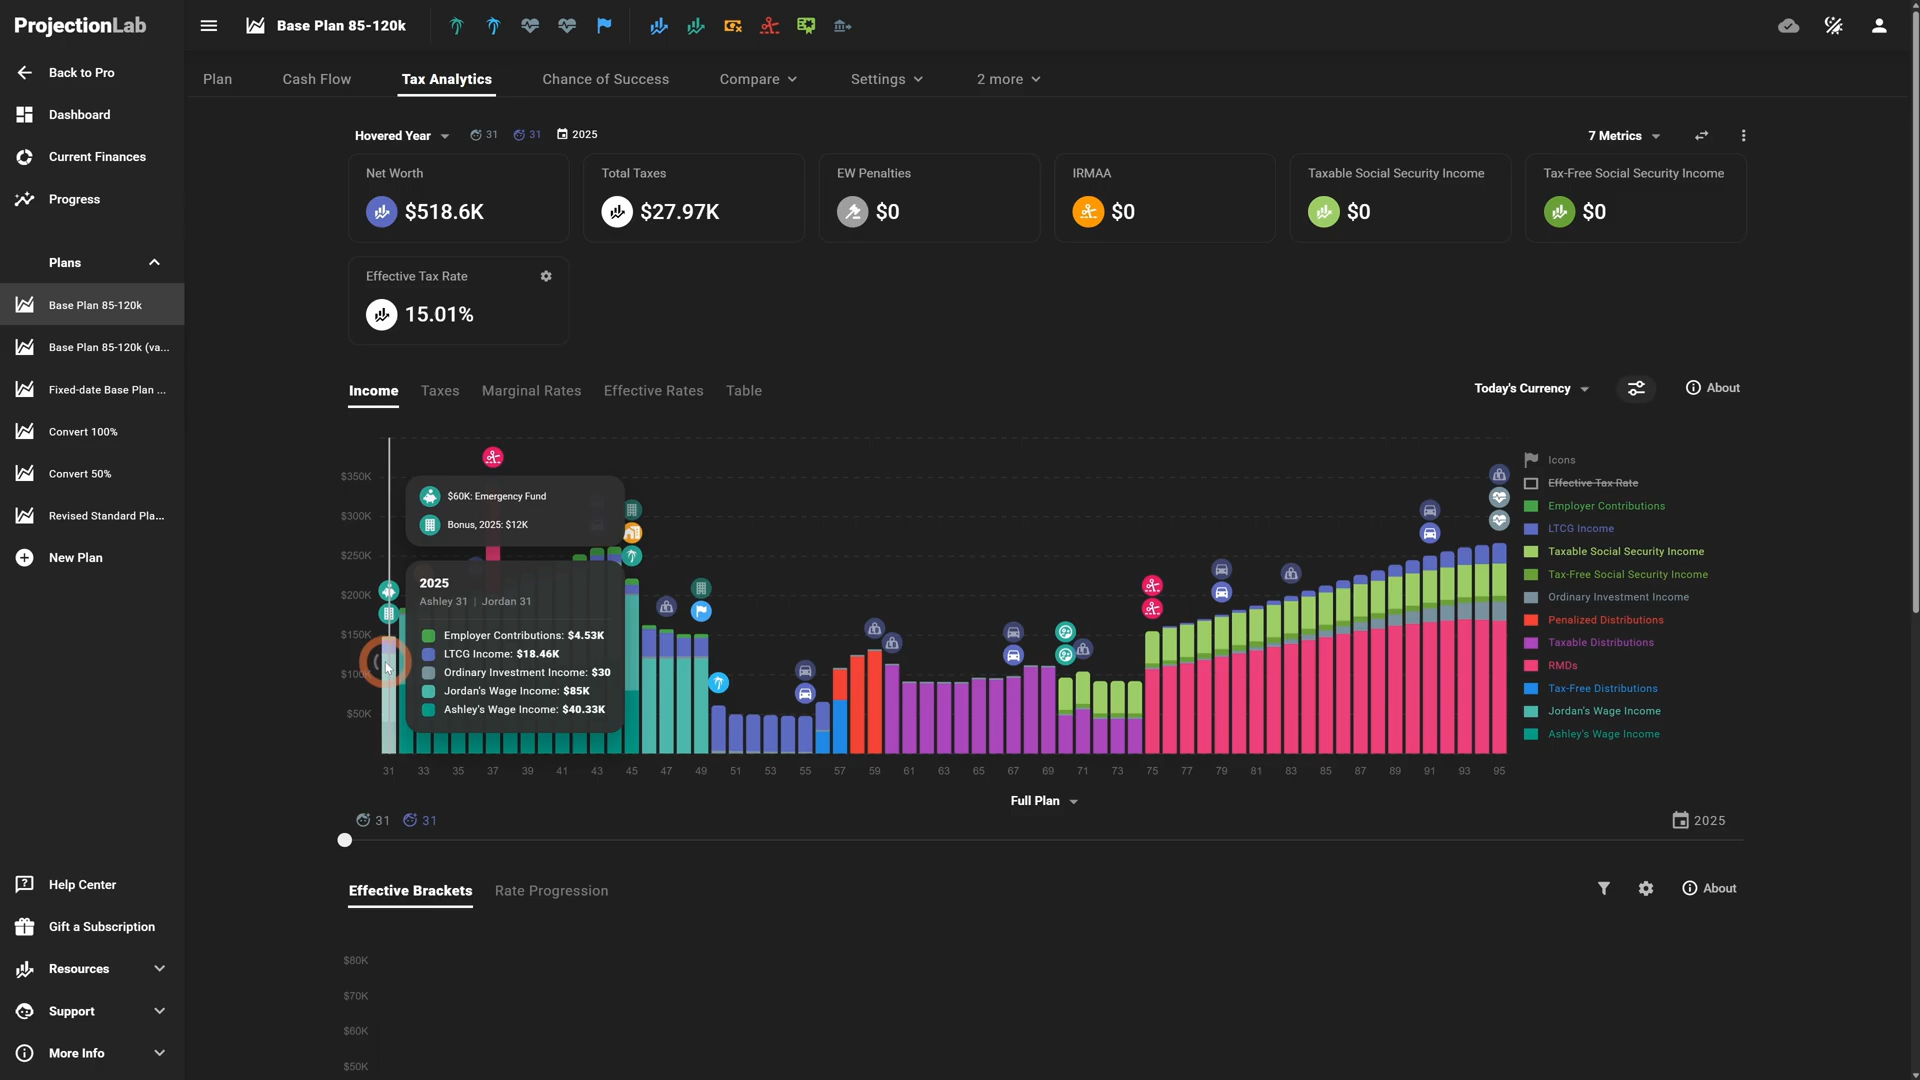 ProjectionLab
Base Plan 85-120k
Back to Pro
Dashboard
Current Finances
Progress
Plans
Base Plan 85-120k
Base Plan 85-120k (va...
Fixed-date Base Plan ...
Convert 100%
Convert 50%
Revised Standard Pla...
New Plan
Help Center
Gift a Subscription
Resources
Support
More Info
Plan
Cash Flow
Tax Analytics
Chance of Success
Compare
Settings
2 more
Hovered Year
31
31
2025
7 Metrics
Net Worth
$518.6K
Total Taxes
$27.97K
EW Penalties
$0
IRMAA
$0
Taxable Social Security Income
$0
Tax-Free Social Security Income
$0
Effective Tax Rate
15.01%
Income
Taxes
Marginal Rates
Effective Rates
Table
Today's Currency
About
$350K
$300K
$250K
$200K
$150K
$100K
$50K
$60K: Emergency Fund
Bonus, 2025: $12K
2025
Ashley 31 | Jordan 31
Employer Contributions: $4.53K
LTCG Income: $18.46K
Ordinary Investment Income: $30
Jordan's Wage Income: $85K
Ashley's Wage Income: $40.33K
Icons
Effective Tax Rate
Employer Contributions
LTCG Income
Taxable Social Security Income
Tax-Free Social Security Income
Ordinary Investment Income
Penalized Distributions
Taxable Distributions
RMDs
Tax-Free Distributions
Jordan's Wage Income
Ashley's Wage Income
31 33 35 37 39 41 43 45 47 49 51 53 55 57 59 61 63 65 67 69 71 73 75 77 79 81 83 85 87 89 91 93 95
Full Plan
31
31
2025
Effective Brackets
Rate Progression
About
$80K
$70K
$60K
$50K